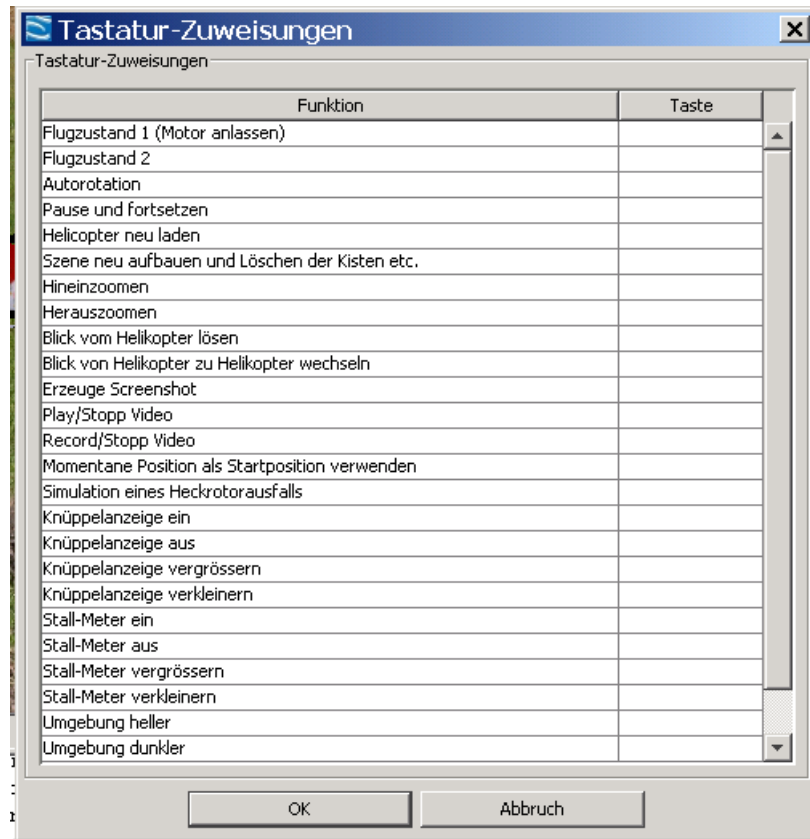 Tastatur-Zuweisungen
Tastatur-Zuweisungen
Funktion Taste
Flugzustand 1 (Motor anlassen)
Flugzustand 2
Autorotation
Pause und fortsetzen
Helicopter neu laden
Szene neu aufbauen und Löschen der Kisten etc.
Hineinzoomen
Herauszoomen
Blick vom Helikopter lösen
Blick von Helikopter zu Helikopter wechseln
Erzeuge Screenshot
Play/Stopp Video
Record/Stopp Video
Momentane Position als Startposition verwenden
Simulation eines Heckrotorausfalls
Knüppelanzeige ein
Knüppelanzeige aus
Knüppelanzeige vergrössern
Knüppelanzeige verkleinern
Stall-Meter ein
Stall-Meter aus
Stall-Meter vergrössern
Stall-Meter verkleinern
Umgebung heller
Umgebung dunkler
OK Abbruch